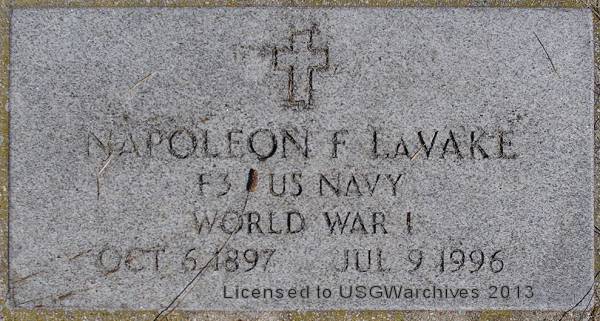 NAPOLEON F LAVAKE
F3 US NAVY
WORLD WAR I
OCT 6 1897 JUL 9 1996
Licensed to USGWarchives 2013